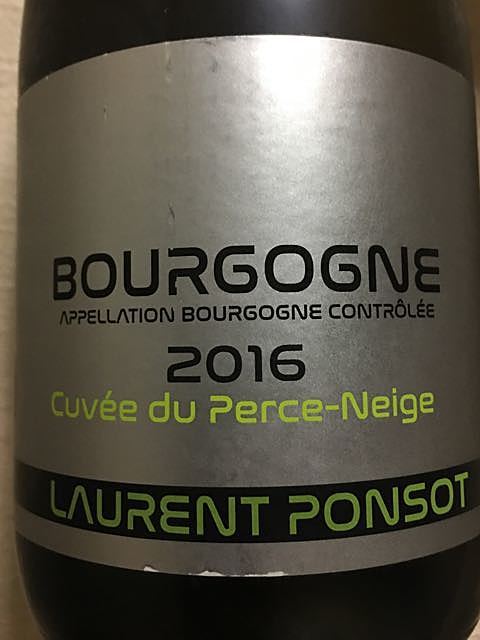 BOURGOGNE
APPELLATION BOURGOGNE CONTRÔLÉE
2016
Cuvée du Perce-Neige
LAURENT PONSOT